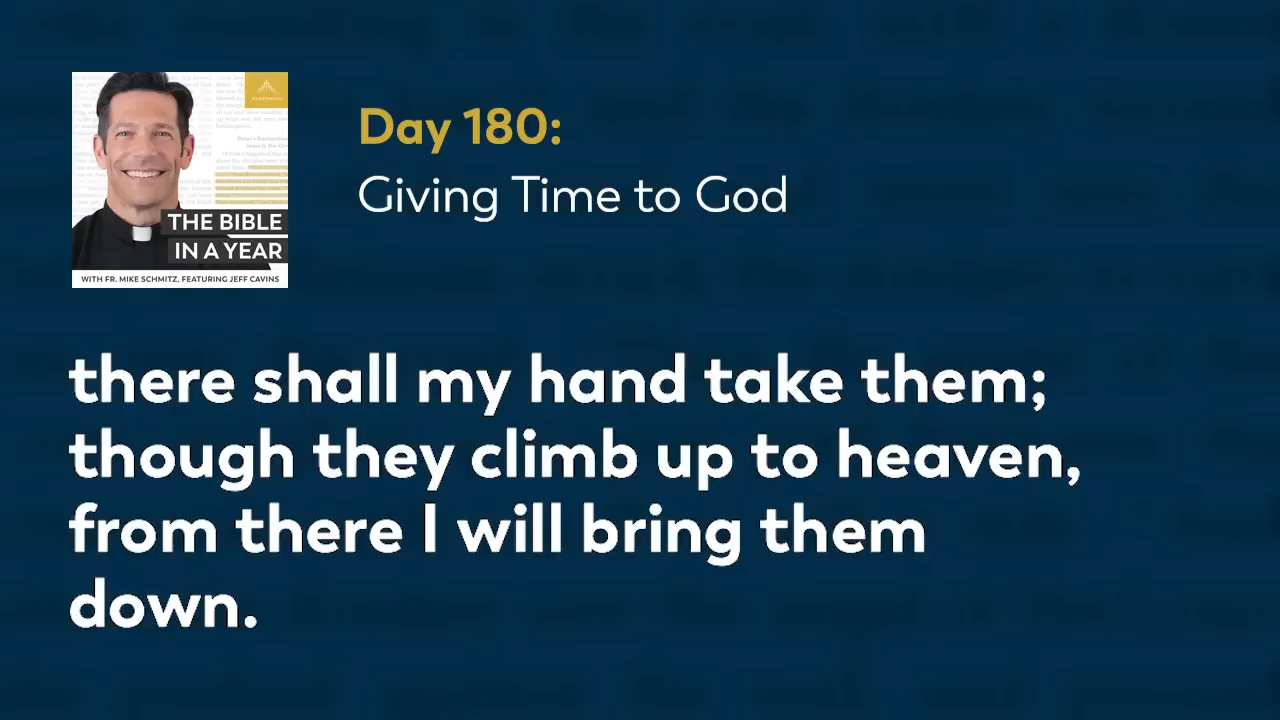 Day 180:
Giving Time to God
THE BIBLE
IN A YEAR
WITH FR. MIKE SCHMITZ, FEATURING JEFF CAVINS
there shall my hand take them;
though they climb up to heaven,
from there I will bring them
down.